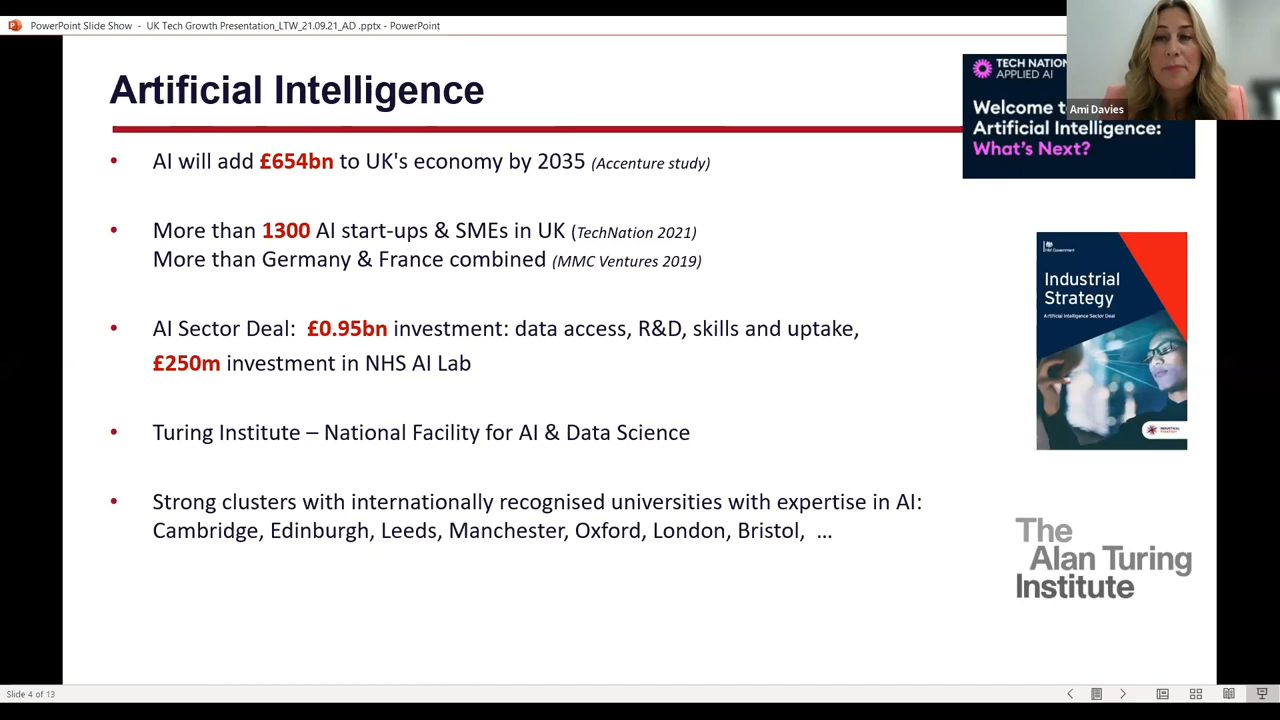 PowerPoint Slide Show - UK Tech Growth Presentation_LTW_21.09.21_AD .pptx - PowerPoint
Artificial Intelligence
• AI will add £654bn to UK's economy by 2035 (Accenture study)
• More than 1300 AI start-ups & SMEs in UK (TechNation 2021)
More than Germany & France combined (MMC Ventures 2019)
• AI Sector Deal: £0.95bn investment: data access, R&D, skills and uptake,
£250m investment in NHS AI Lab
• Turing Institute – National Facility for AI & Data Science
• Strong clusters with internationally recognised universities with expertise in AI:
Cambridge, Edinburgh, Leeds, Manchester, Oxford, London, Bristol, ...
TECH NATION
APPLIED AI
Welcome to
Artificial Intelligence:
What's Next?
Ami Davies
HM Government
Industrial
Strategy
Artificial Intelligence Sector Deal
The
Alan Turing
Institute
Slide 4 of 13